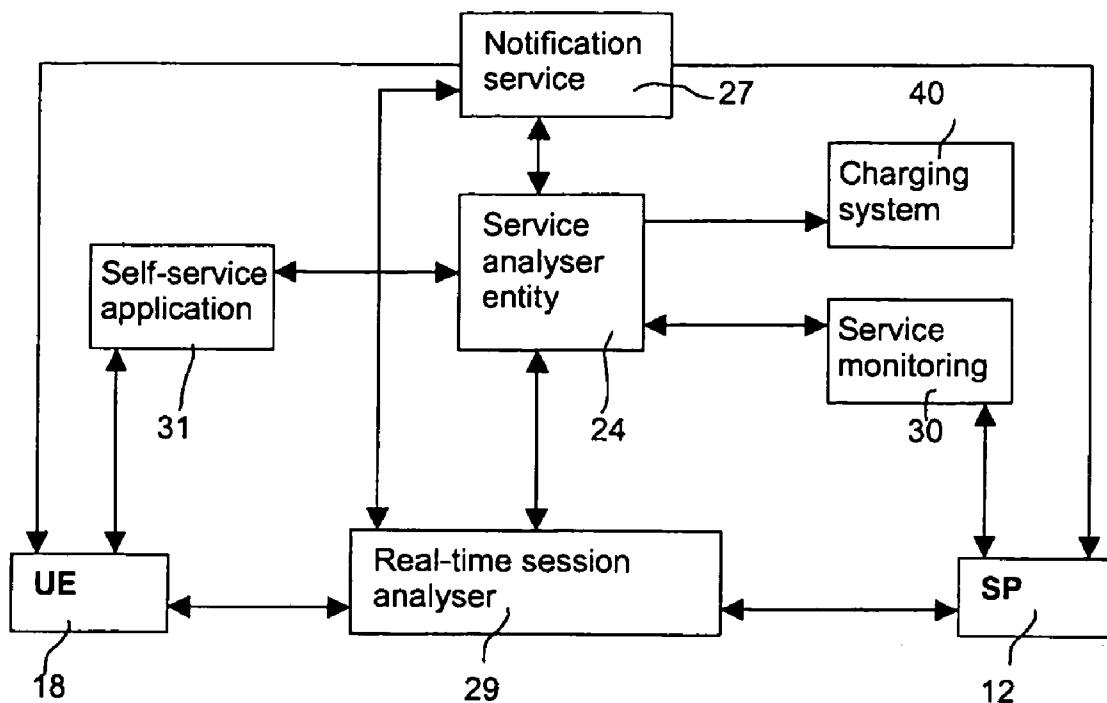 Notification
service
27
40
Charging
system
Service
analyser
entity
24
Self-service
application
31
Service
monitoring
30
UE
18
Real-time session
analyser
29
SP
12